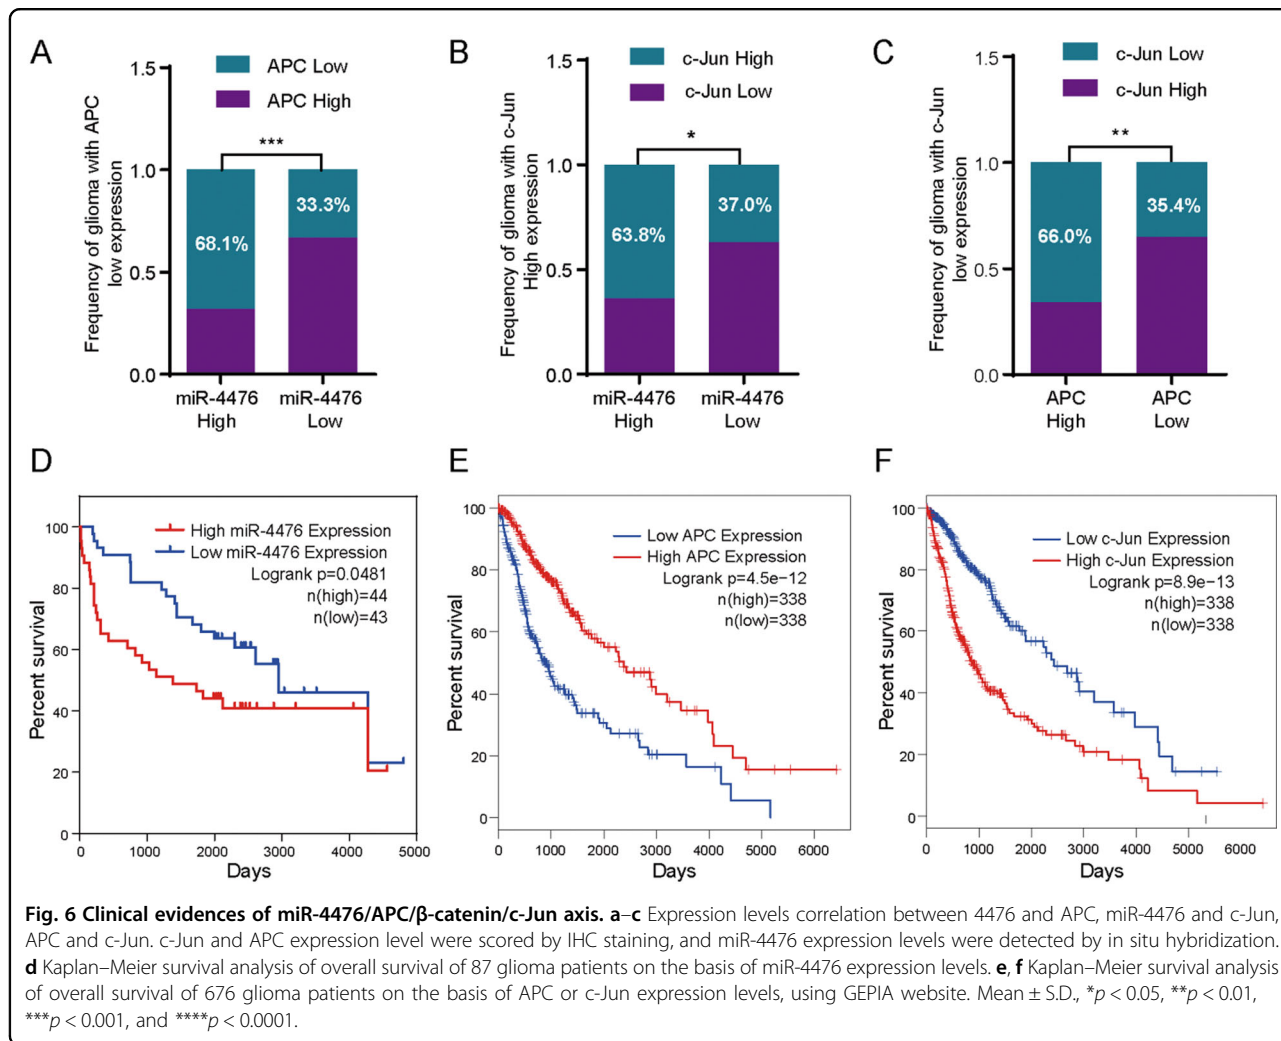 A
APC Low
APC High
Frequency of glioma with APC
low expression
1.5
1.0
0.5
0.0
***
68.1%
33.3%
miR-4476
High
miR-4476
Low
B
c-Jun High
c-Jun Low
Frequency of glioma with c-Jun
High expression
1.5
1.0
0.5
0.0
*
63.8%
37.0%
miR-4476
High
miR-4476
Low
C
c-Jun Low
c-Jun High
Frequency of glioma with c-Jun
low expression
1.5
1.0
0.5
0.0
**
66.0%
35.4%
APC
High
APC
Low
D
High miR-4476 Expression
Low miR-4476 Expression
Logrank p=0.0481
n(high)=44
n(low)=43
Percent survival
100
80
60
40
20
0
0 1000 2000 3000 4000 5000
Days
E
Low APC Expression
High APC Expression
Logrank p=4.5e−12
n(high)=338
n(low)=338
Percent survival
100
80
60
40
20
0
0 1000 2000 3000 4000 5000 6000
Days
F
Low c-Jun Expression
High c-Jun Expression
Logrank p=8.9e−13
n(high)=338
n(low)=338
Percent survival
100
80
60
40
20
0
0 1000 2000 3000 4000 5000 6000
Days
Fig. 6 Clinical evidences of miR-4476/APC/β-catenin/c-Jun axis. a–c Expression levels correlation between 4476 and APC, miR-4476 and c-Jun,
APC and c-Jun. c-Jun and APC expression level were scored by IHC staining, and miR-4476 expression levels were detected by in situ hybridization.
d Kaplan–Meier survival analysis of overall survival of 87 glioma patients on the basis of miR-4476 expression levels. e, f Kaplan–Meier survival analysis
of overall survival of 676 glioma patients on the basis of APC or c-Jun expression levels, using GEPIA website. Mean ± S.D., *p < 0.05, **p < 0.01,
***p < 0.001, and ****p < 0.0001.